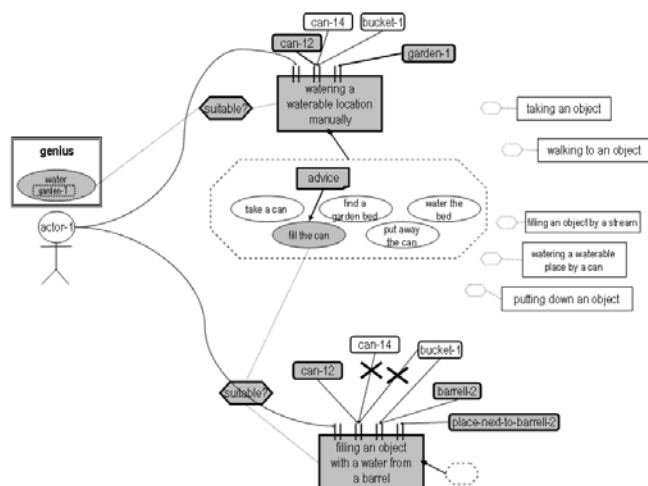 can-14
bucket-1
can-12
garden-1
watering a
waterable location
manually
suitable?
taking an object
walking to an object
genius
water
garden-1
actor-1
advice
take a can
find a
garden bed
water the
bed
fill the can
put away
the can
filling an object by a stream
watering a waterable
place by a can
putting down an object
can-14
bucket-1
can-12
barrell-2
place-next-to-barrell-2
suitable?
filling an object
with a water from
a barrel